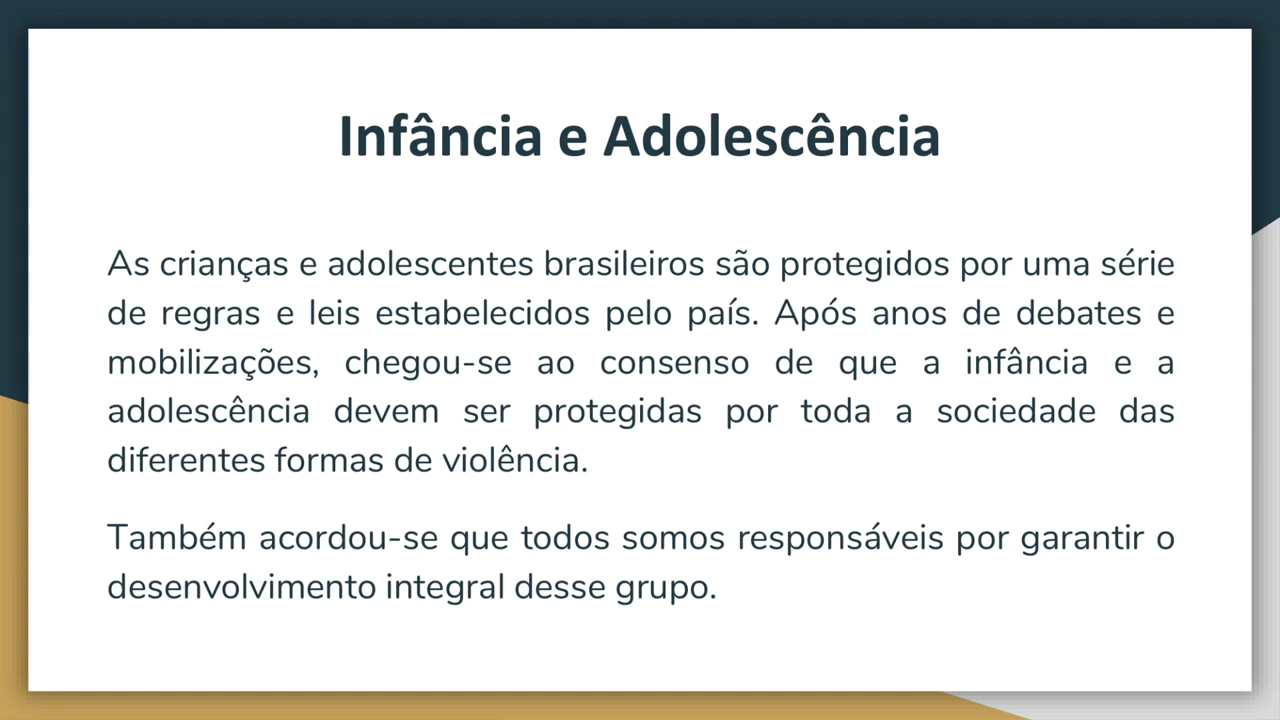 Infância e Adolescência
As crianças e adolescentes brasileiros são protegidos por uma série
de regras e leis estabelecidos pelo país. Após anos de debates e
mobilizações, chegou-se ao consenso de que a infância e a
adolescência devem ser protegidas por toda a sociedade das
diferentes formas de violência.
Também acordou-se que todos somos responsáveis por garantir o
desenvolvimento integral desse grupo.